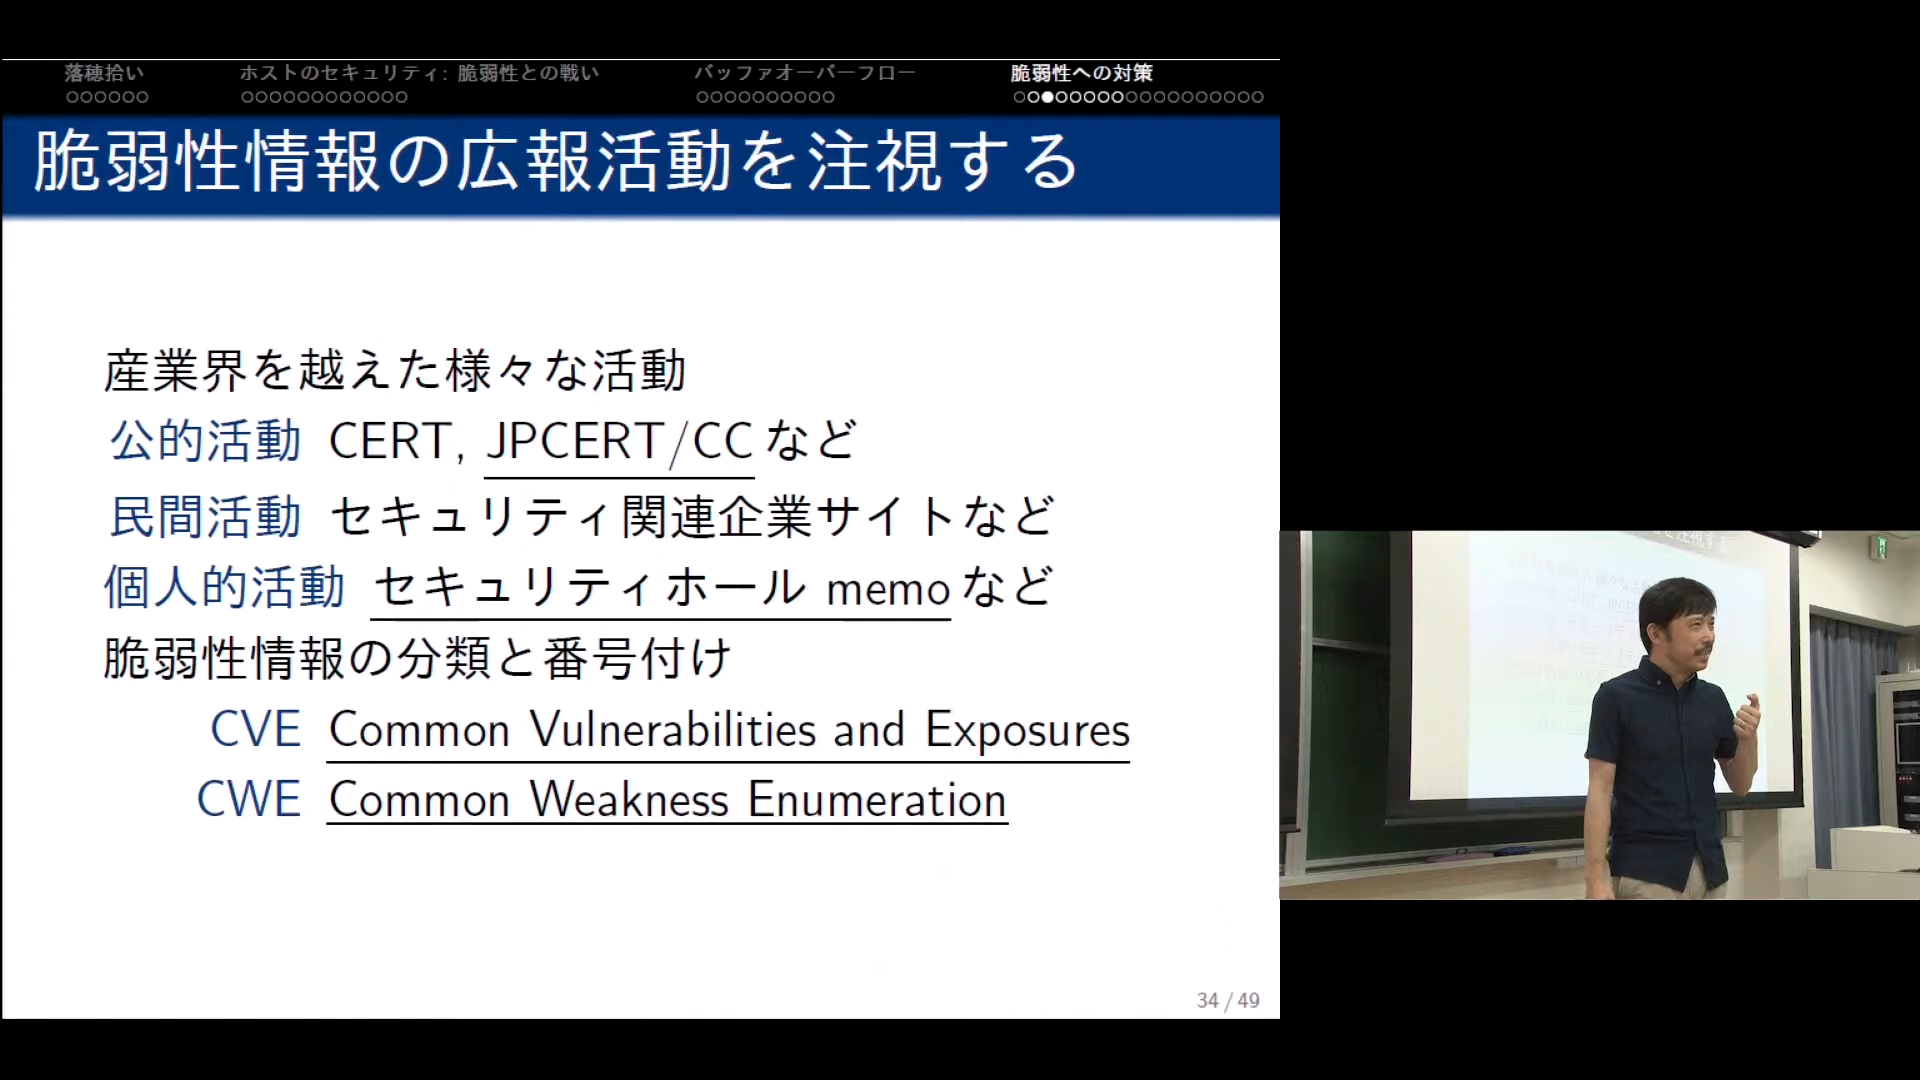 落穂拾い ホストのセキュリティ: 脆弱性との戦い バッファオーバーフロー 脆弱性への対策
脆弱性情報の広報活動を注視する
産業界を越えた様々な活動
公的活動 CERT, JPCERT/CC など
民間活動 セキュリティ関連企業サイトなど
個人的活動 セキュリティホール memo など
脆弱性情報の分類と番号付け
CVE Common Vulnerabilities and Exposures
CWE Common Weakness Enumeration
34 / 49